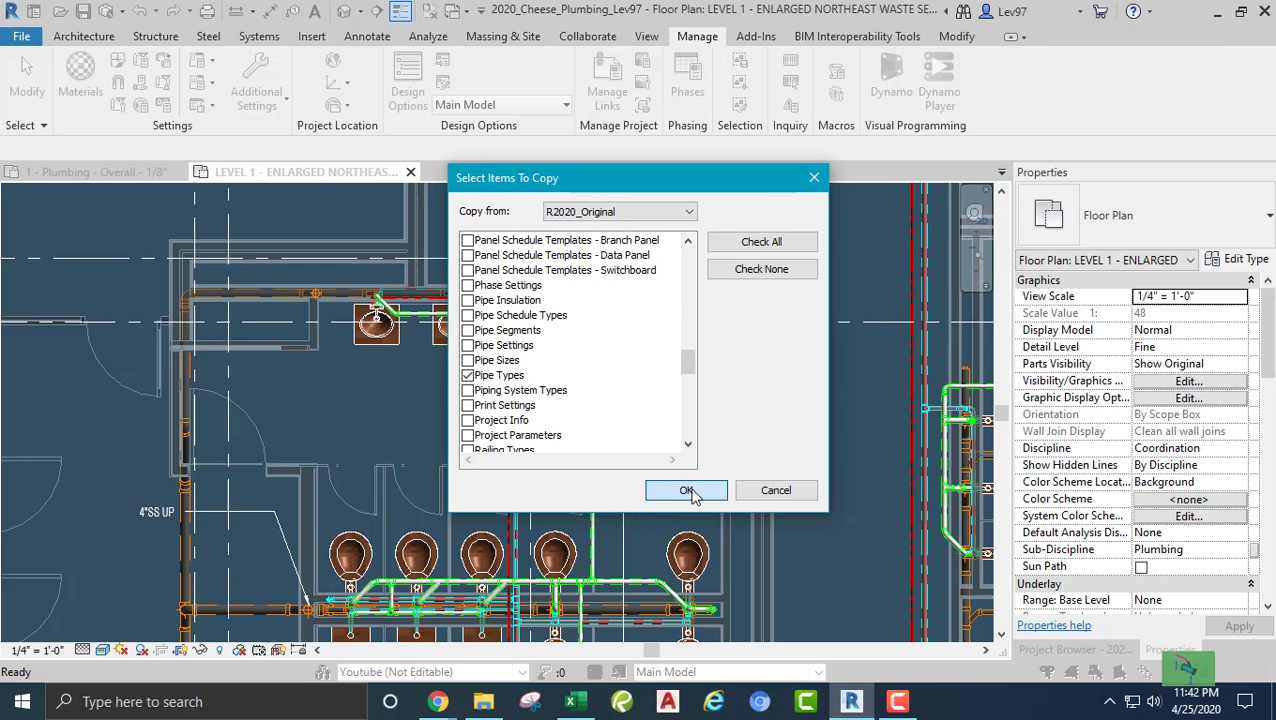 2020_Cheese_Plumbing_Lev97 - Floor Plan: LEVEL 1 - ENLARGED NORTHEAST WASTE SE...
Lev97
File
Architecture
Structure
Steel
Systems
Insert
Annotate
Analyze
Massing & Site
Collaborate
View
Manage
Add-Ins
BIM Interoperability Tools
Modify
Modify
Materials
Additional Settings
Design Options
Main Model
Manage Links
Phases
Dynamo
Dynamo Player
Select
Settings
Project Location
Design Options
Manage Project
Phasing
Selection
Inquiry
Macros
Visual Programming
1 - Plumbing - Overall - 1/8"
LEVEL 1 - ENLARGED NORTHEAS...
Select Items To Copy
Copy from:
R2020_Original
Panel Schedule Templates - Branch Panel
Panel Schedule Templates - Data Panel
Panel Schedule Templates - Switchboard
Phase Settings
Pipe Insulation
Pipe Schedule Types
Pipe Segments
Pipe Settings
Pipe Sizes
Pipe Types
Piping System Types
Print Settings
Project Info
Project Parameters
Railing Types
Check All
Check None
OK
Cancel
4"SS UP
Properties
Floor Plan
Floor Plan: LEVEL 1 - ENLARGED
Edit Type
Graphics
View Scale 1/4" = 1'-0"
Scale Value 1: 48
Display Model Normal
Detail Level Fine
Parts Visibility Show Original
Visibility/Graphics ... Edit...
Graphic Display Opt... Edit...
Orientation By Scope Box
Wall Join Display Clean all wall joins
Discipline Coordination
Show Hidden Lines By Discipline
Color Scheme Locat... Background
Color Scheme <none>
System Color Sche... Edit...
Default Analysis Dis... None
Sub-Discipline Plumbing
Sun Path
Underlay
Range: Base Level None
Properties help
Apply
1/4" = 1'-0"
Project Browser - 202...
Properties
Ready
Youtube (Not Editable)
:0
Main Model
Type here to search
11:42 PM
4/25/2020